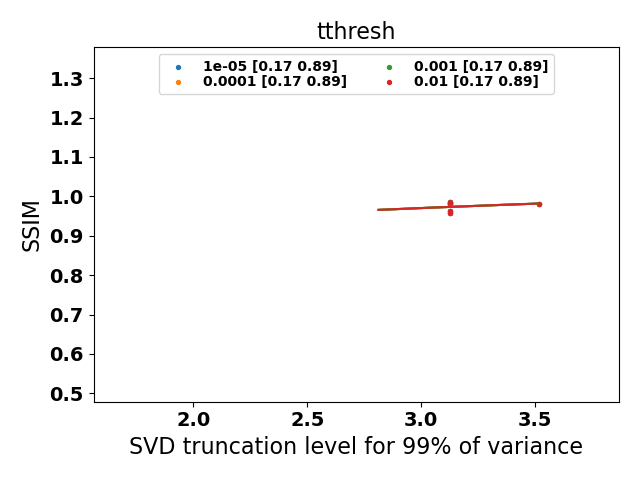 tthresh
1e-05 [0.17 0.89]
0.0001 [0.17 0.89]
0.001 [0.17 0.89]
0.01 [0.17 0.89]
SSIM
1.3
1.2
1.1
1.0
0.9
0.8
0.7
0.6
0.5
2.0 2.5 3.0 3.5
SVD truncation level for 99% of variance